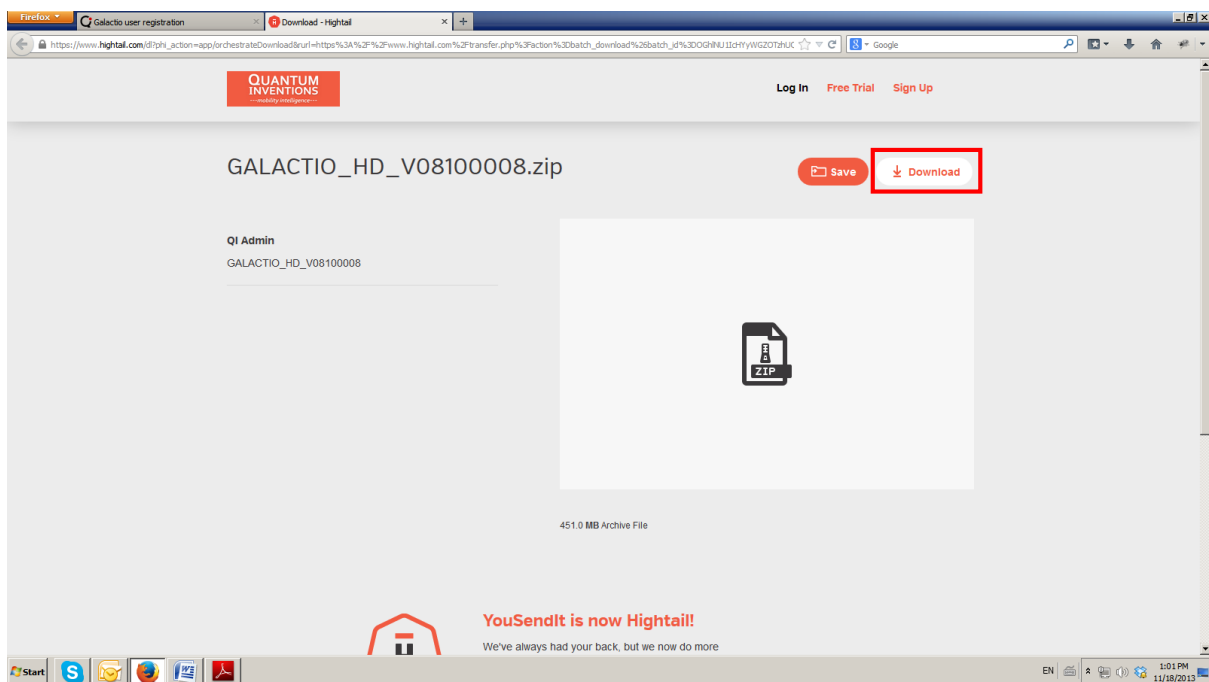 Firefox
Galactio user registration
Download - Hightail
https://www.hightail.com/dl?phi_action=app/orchestrateDownload&rurl=https%3A%2F%2Fwww.hightail.com%2Ftransfer.php%3Faction%3Dbatch_download%26batch_id%3DOGhlNU1IcHYyWGZOTzhUC
Google
QUANTUM
INVENTIONS
—mobility intelligence—
Log In Free Trial Sign Up
GALACTIO_HD_V08100008.zip
Save
Download
QI Admin
GALACTIO_HD_V08100008
ZIP
451.0 MB Archive File
YouSendIt is now Hightail!
We've always had your back, but we now do more
Start
EN
1:01 PM
11/18/2013